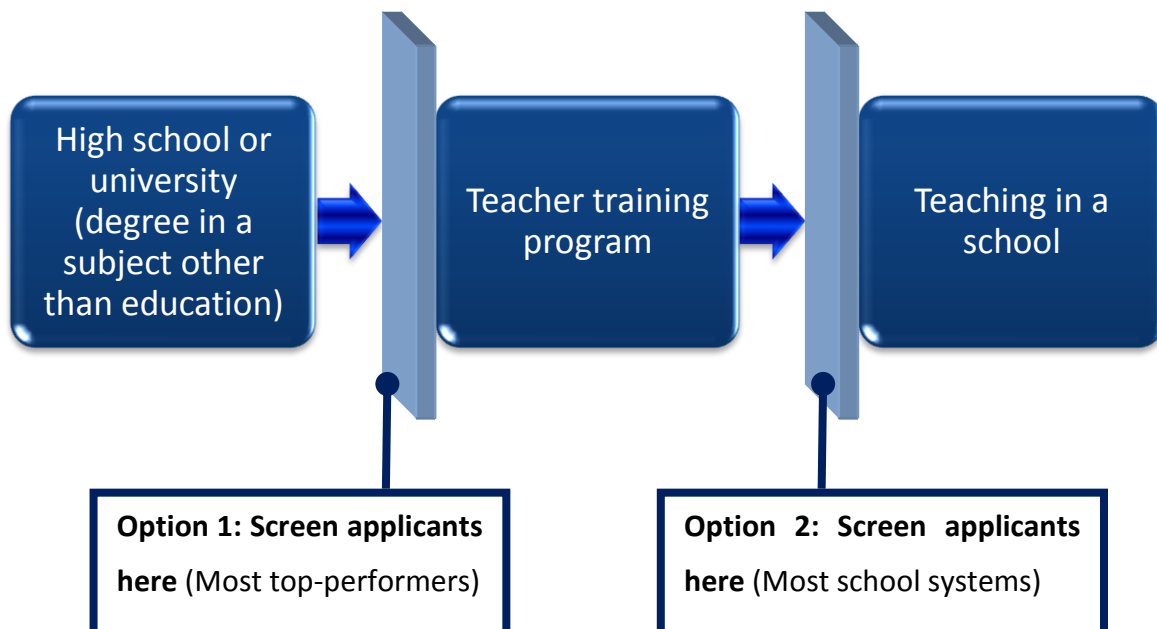 High school or
university
(degree in a
subject other
than education)
Teacher training
program
Teaching in a
school
Option 1: Screen applicants
here (Most top-performers)
Option 2: Screen applicants
here (Most school systems)